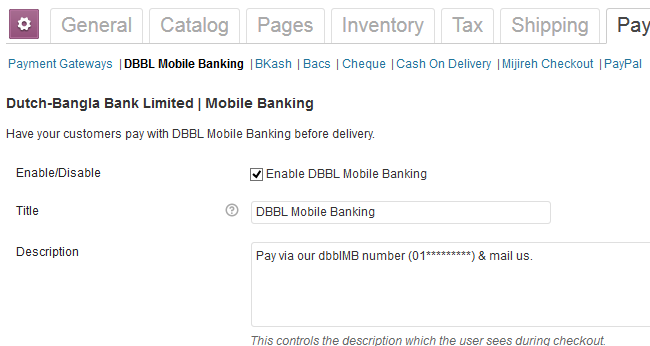 General Catalog Pages Inventory Tax Shipping Pay
Payment Gateways | DBBL Mobile Banking | BKash | Bacs | Cheque | Cash On Delivery | Mijireh Checkout | PayPal
Dutch-Bangla Bank Limited | Mobile Banking
Have your customers pay with DBBL Mobile Banking before delivery.
Enable/Disable Enable DBBL Mobile Banking
Title ? DBBL Mobile Banking
Description Pay via our dbblMB number (01*********) & mail us.
This controls the description which the user sees during checkout.